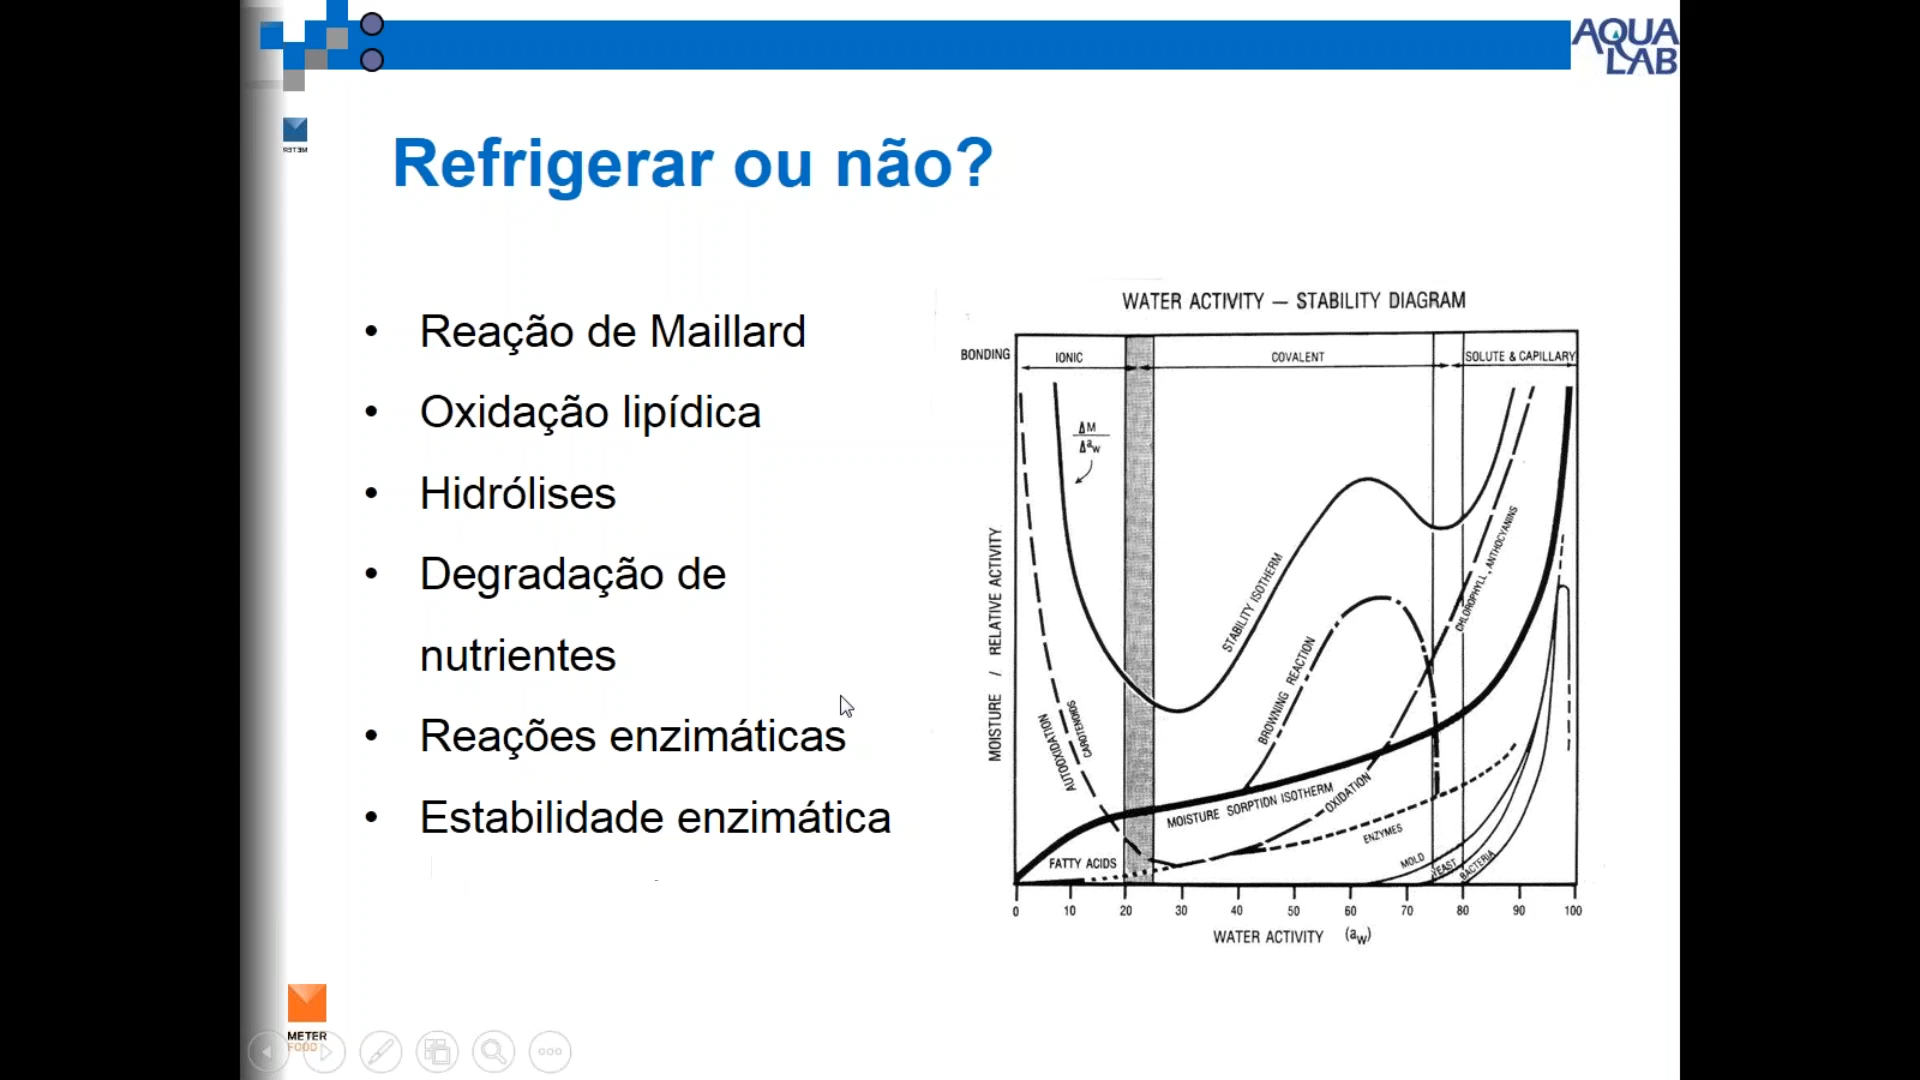 AQUA
LAB
METER
Refrigerar ou não?
• Reação de Maillard
• Oxidação lipídica
• Hidrólises
• Degradação de
nutrientes
• Reações enzimáticas
• Estabilidade enzimática
WATER ACTIVITY — STABILITY DIAGRAM
BONDING
IONIC
COVALENT
SOLUTE & CAPILLARY
ΔM
Δaw
MOISTURE / RELATIVE ACTIVITY
STABILITY ISOTHERM
CHLOROPHYLL, ANTHOCYANINS
BROWNING REACTION
CAROTENOIDS
AUTOOXIDATION
MOISTURE SORPTION ISOTHERM
OXIDATION
ENZYMES
FATTY ACIDS
MOLD
YEAST
BACTERIA
0 10 20 30 40 50 60 70 80 90 100
WATER ACTIVITY (aw)
METER
FOOD